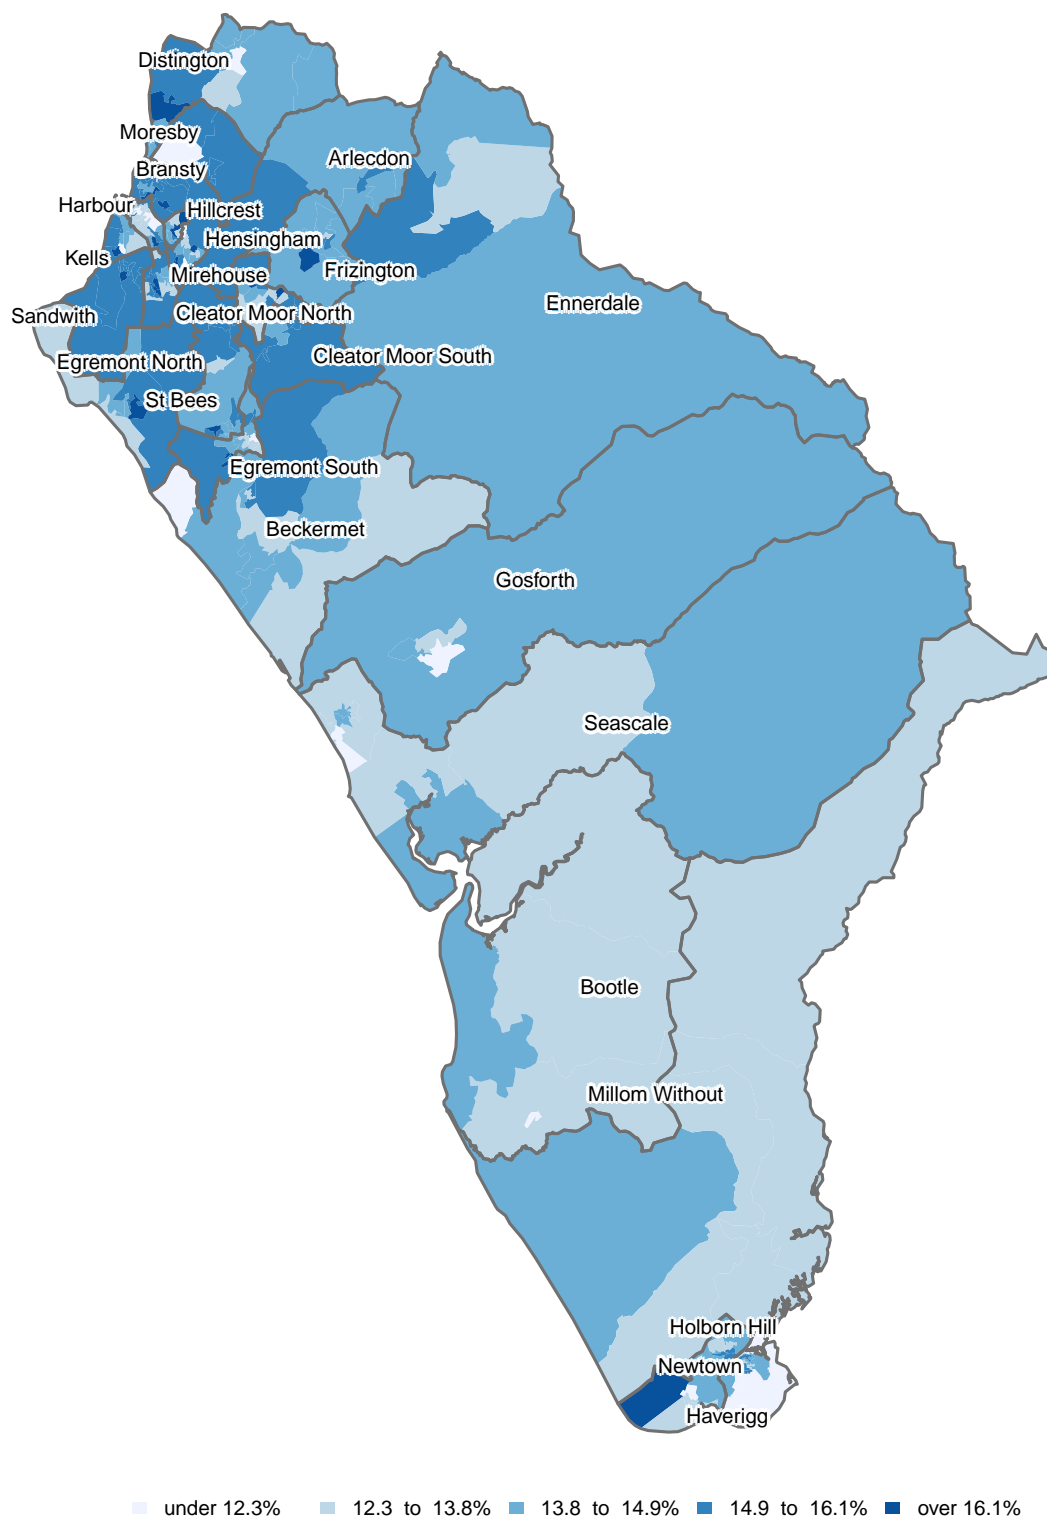 Distington
Moresby
Arlecdon
Bransty
Harbour
Hillcrest
Hensingham
Kells
Frizington
Mirehouse
Ennerdale
Sandwith
Cleator Moor North
Cleator Moor South
Egremont North
St Bees
Egremont South
Beckermet
Gosforth
Seascale
Bootle
Millom Without
Holborn Hill
Newtown
Haverigg
under 12.3% 12.3 to 13.8% 13.8 to 14.9% 14.9 to 16.1% over 16.1%